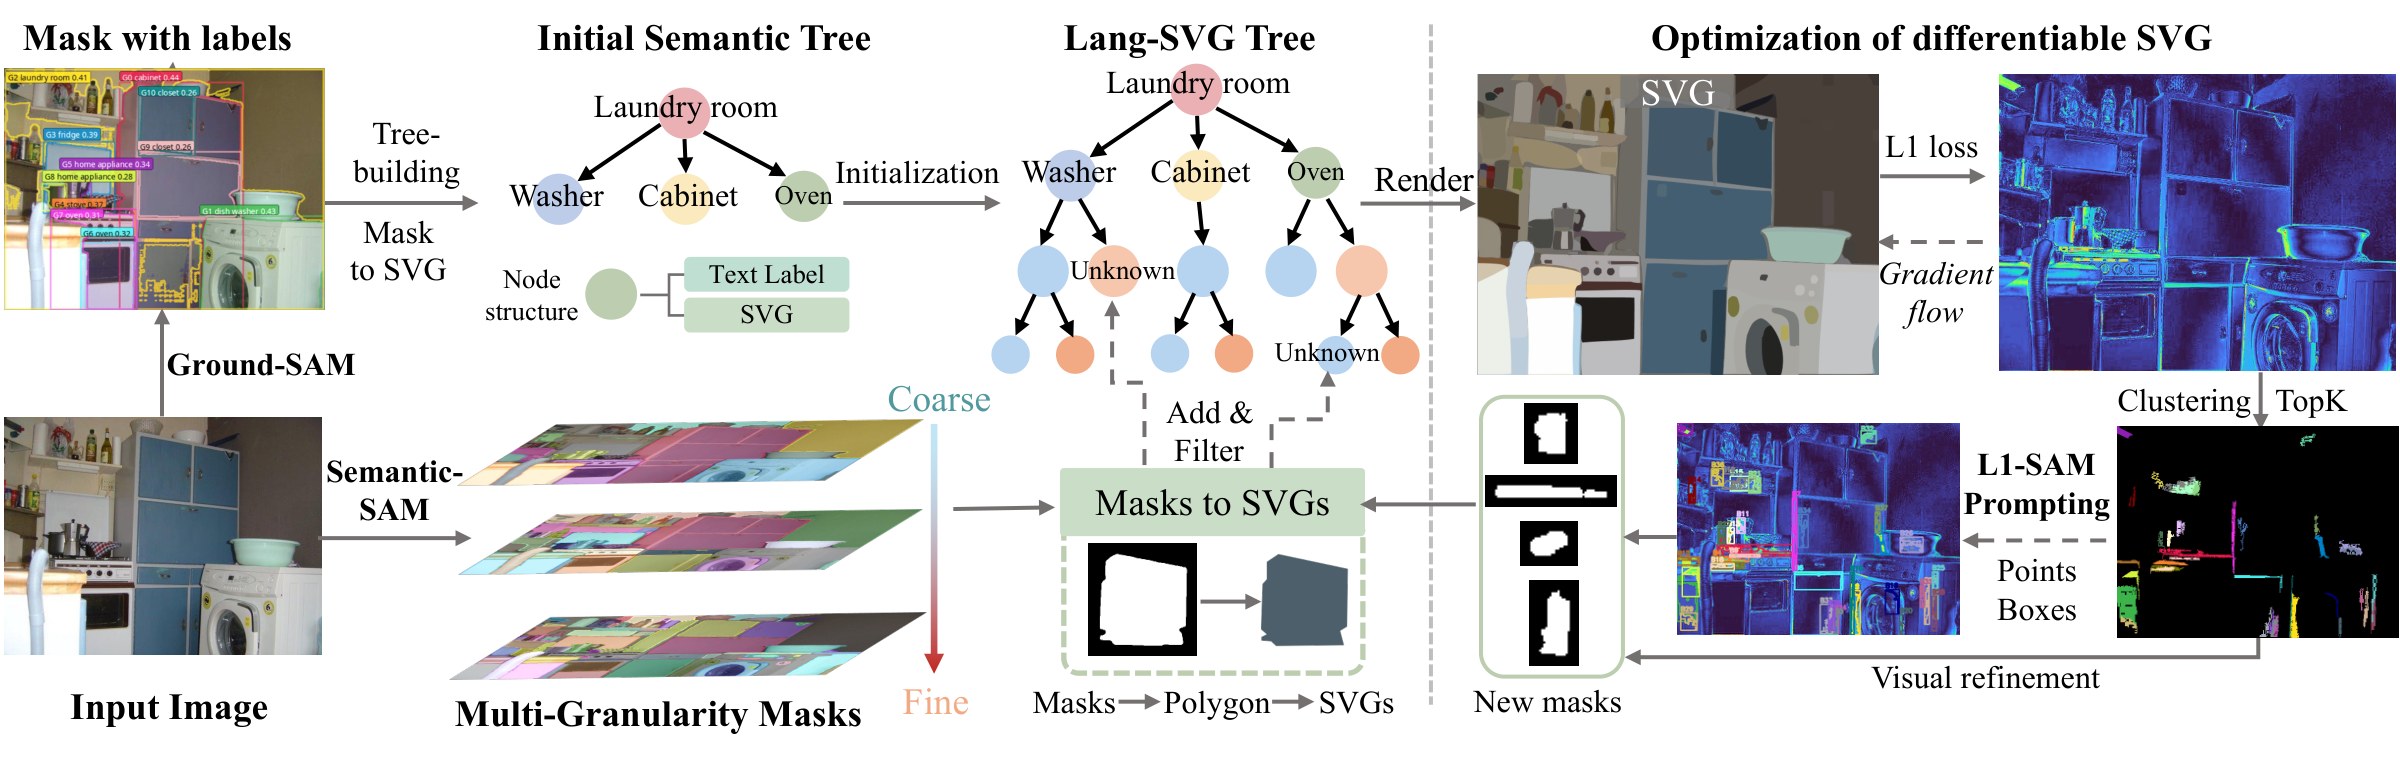 Mask with labels
Initial Semantic Tree
Lang-SVG Tree
Optimization of differentiable SVG
G2 laundry room 0.41
G0 cabinet 0.44
G10 closet 0.26
G3 fridge 0.39
G9 closet 0.26
G5 home appliance 0.34
G8 home appliance 0.28
G4 stove 0.37
G7 oven 0.31
G1 dish washer 0.43
G6 oven 0.32
Tree-
building
Mask
to SVG
Laundry room
Washer
Cabinet
Oven
Node
structure
Text Label
SVG
Initialization
Laundry room
Washer
Cabinet
Oven
Unknown
Unknown
Render
SVG
L1 loss
Gradient
flow
Ground-SAM
Clustering
TopK
Coarse
Add &
Filter
Semantic-
SAM
Masks to SVGs
L1-SAM
Prompting
Points
Boxes
Visual refinement
Input Image
Multi-Granularity Masks
Fine
Masks
Polygon
SVGs
New masks